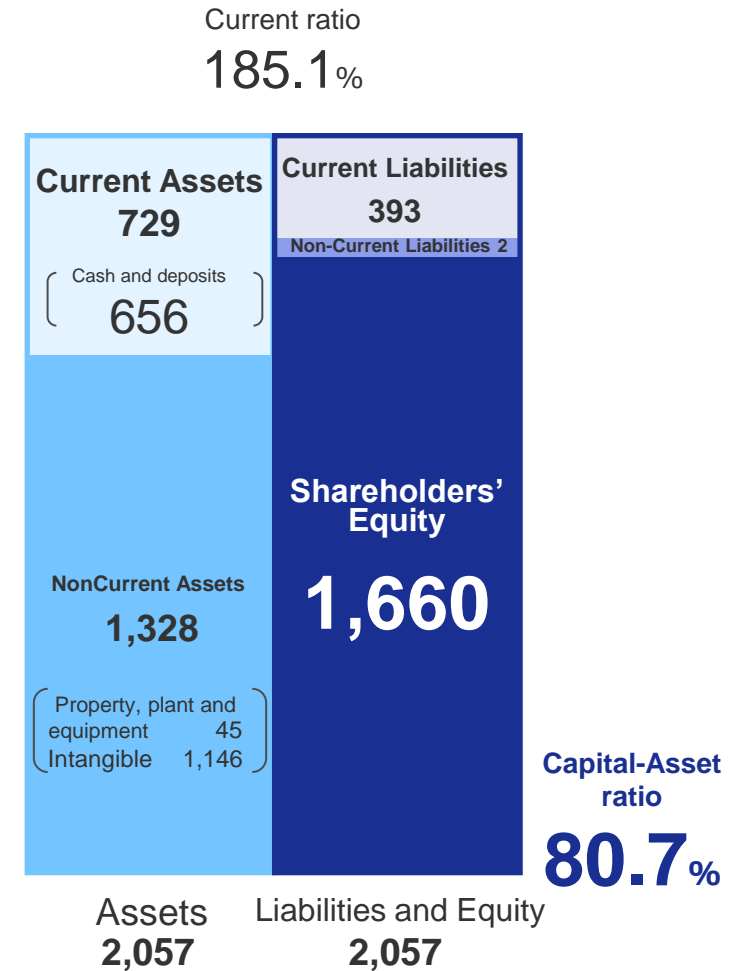 Current ratio
185.1%
Current Assets
729
Cash and deposits
656
NonCurrent Assets
1,328
Property, plant and
equipment 45
Intangible 1,146
Assets
2,057
Current Liabilities
393
Non-Current Liabilities 2
Shareholders’
Equity
1,660
Liabilities and Equity
2,057
Capital-Asset
ratio
80.7%